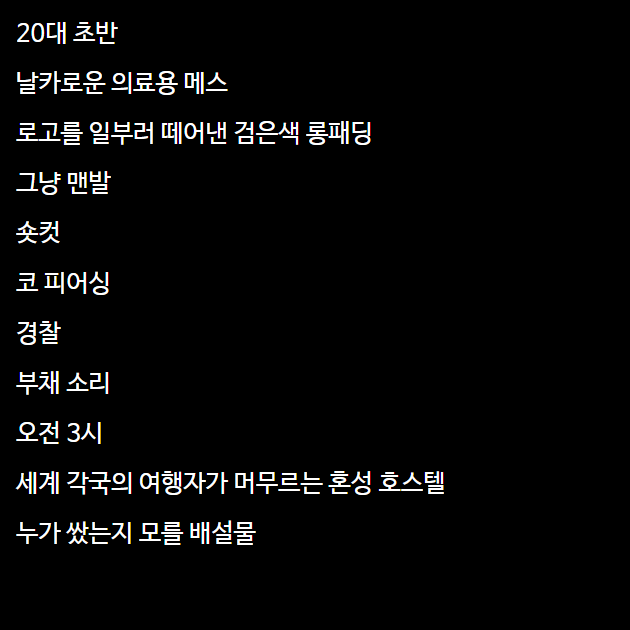 20대 초반
날카로운 의료용 메스
로고를 일부러 떼어낸 검은색 롱패딩
그냥 맨발
숏컷
코 피어싱
경찰
부채 소리
오전 3시
세계 각국의 여행자가 머무르는 혼성 호스텔
누가 쌌는지 모를 배설물